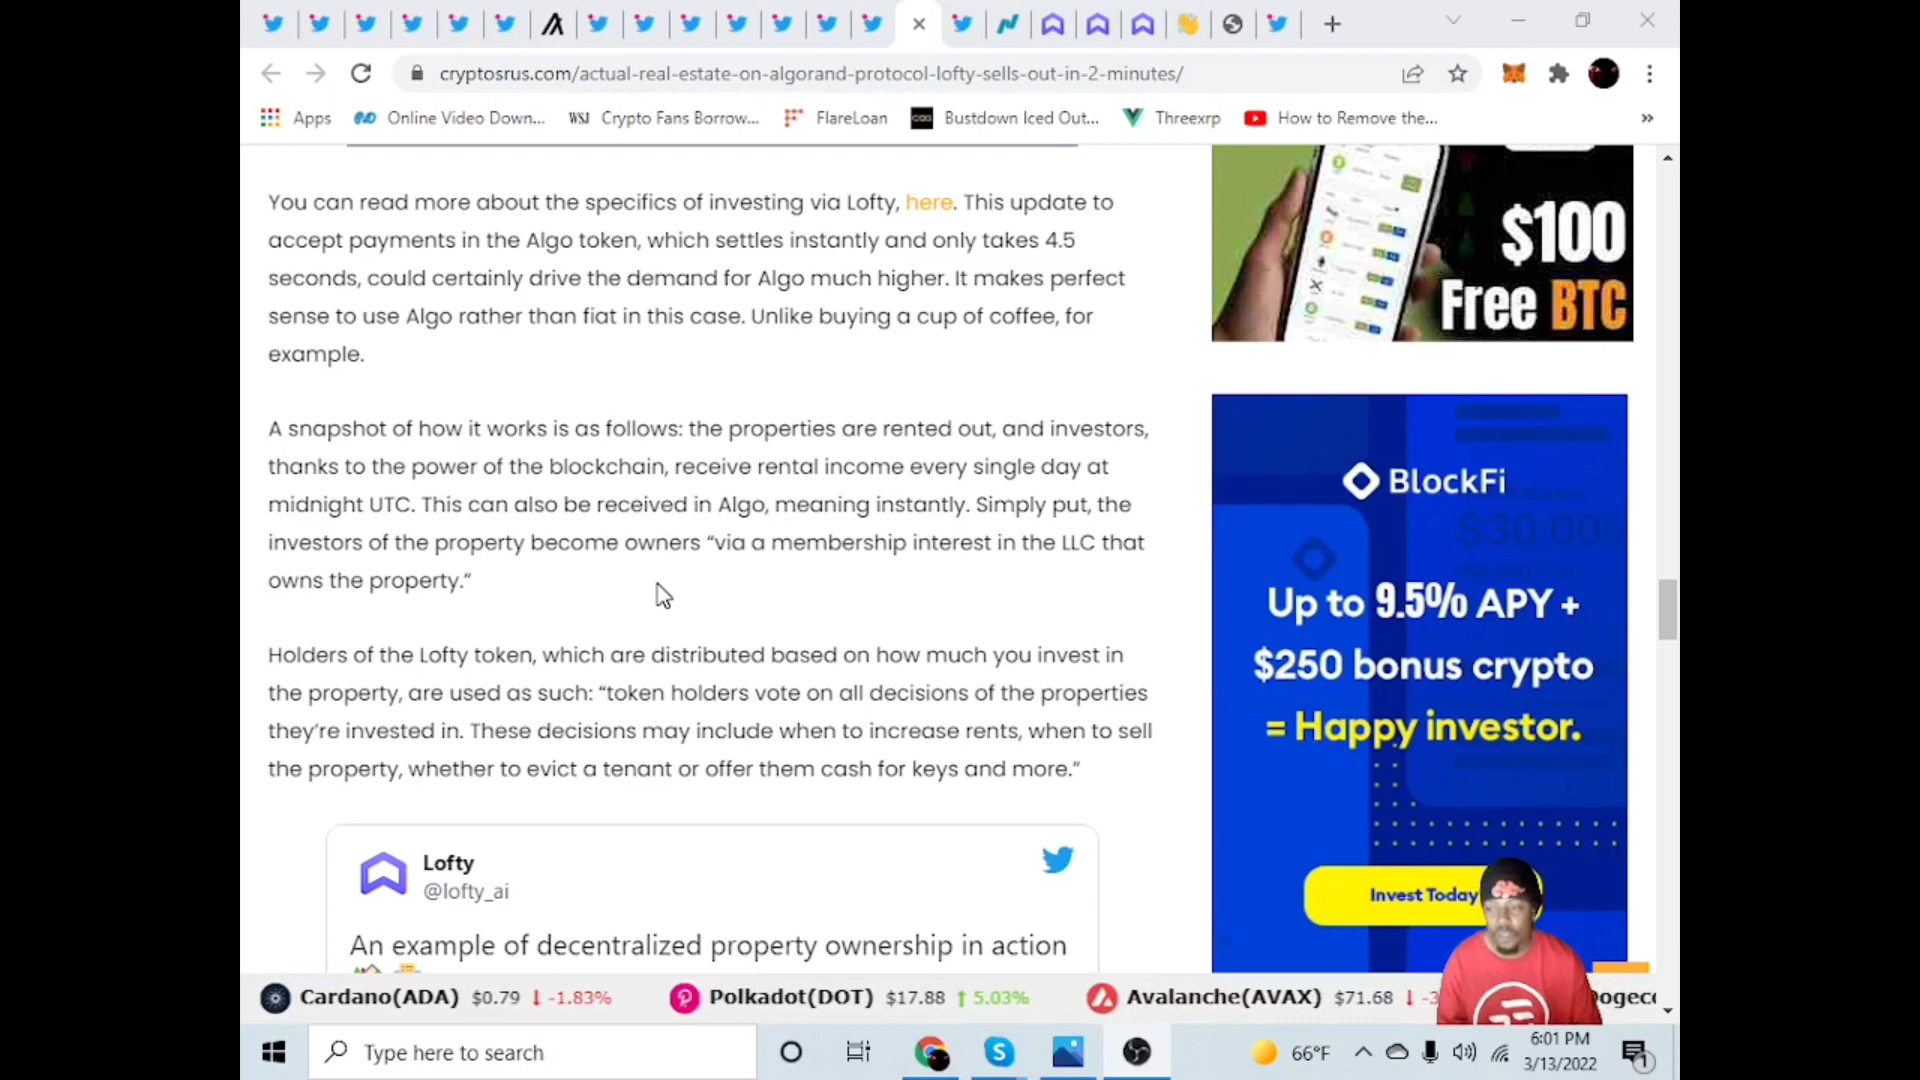 cryptosrus.com/actual-real-estate-on-algorand-protocol-lofty-sells-out-in-2-minutes/
Apps Online Video Down... WSJ Crypto Fans Borrow... FlareLoan Bustdown Iced Out... Threexrp How to Remove the... »
You can read more about the specifics of investing via Lofty, here. This update to
accept payments in the Algo token, which settles instantly and only takes 4.5
seconds, could certainly drive the demand for Algo much higher. It makes perfect
sense to use Algo rather than fiat in this case. Unlike buying a cup of coffee, for
example.
A snapshot of how it works is as follows: the properties are rented out, and investors,
thanks to the power of the blockchain, receive rental income every single day at
midnight UTC. This can also be received in Algo, meaning instantly. Simply put, the
investors of the property become owners “via a membership interest in the LLC that
owns the property.”
Holders of the Lofty token, which are distributed based on how much you invest in
the property, are used as such: “token holders vote on all decisions of the properties
they’re invested in. These decisions may include when to increase rents, when to sell
the property, whether to evict a tenant or offer them cash for keys and more.”
Lofty
@lofty_ai
An example of decentralized property ownership in action
$100
Free BTC
BlockFi
$30,000
Up to 9.5% APY +
$250 bonus crypto
= Happy investor.
Invest Today
Cardano(ADA) $0.79 -1.83% Polkadot(DOT) $17.88 5.03% Avalanche(AVAX) $71.68
Type here to search
66°F
6:01 PM
3/13/2022
1